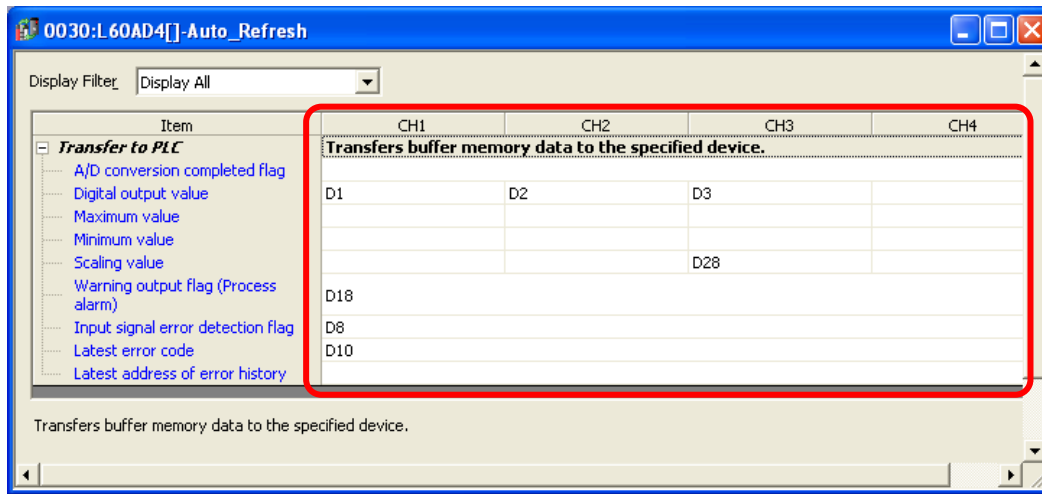 0030:L60AD4[]-Auto_Refresh
Display Filter Display All
Item CH1 CH2 CH3 CH4
Transfer to PLC Transfers buffer memory data to the specified device.
A/D conversion completed flag
Digital output value D1 D2 D3
Maximum value
Minimum value
Scaling value D28
Warning output flag (Process
alarm) D18
Input signal error detection flag D8
Latest error code D10
Latest address of error history
Transfers buffer memory data to the specified device.